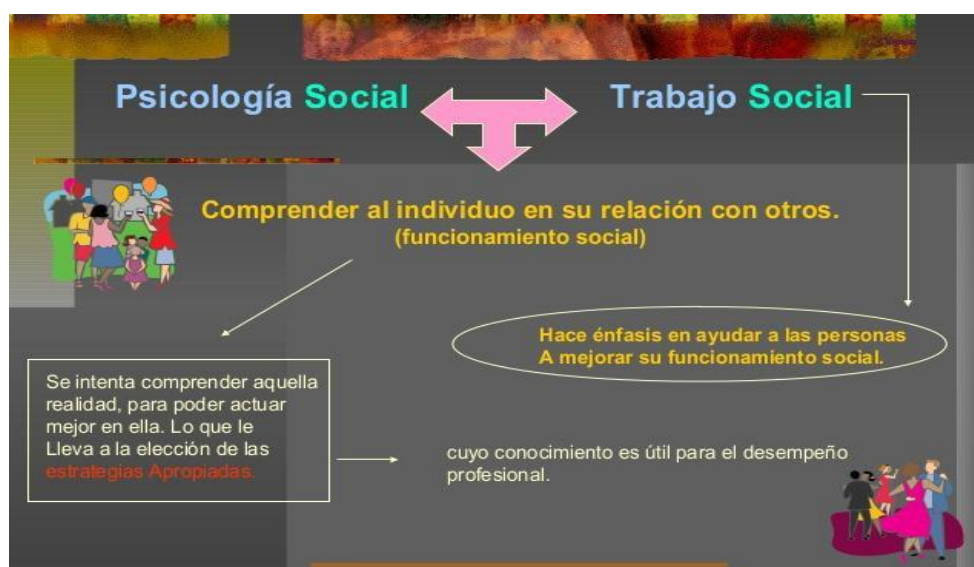 Psicología Social
Trabajo Social
Comprender al individuo en su relación con otros.
(funcionamiento social)
Hace énfasis en ayudar a las personas
A mejorar su funcionamiento social.
Se intenta comprender aquella
realidad, para poder actuar
mejor en ella. Lo que le
Lleva a la elección de las
estrategias Apropiadas.
cuyo conocimiento es útil para el desempeño
profesional.